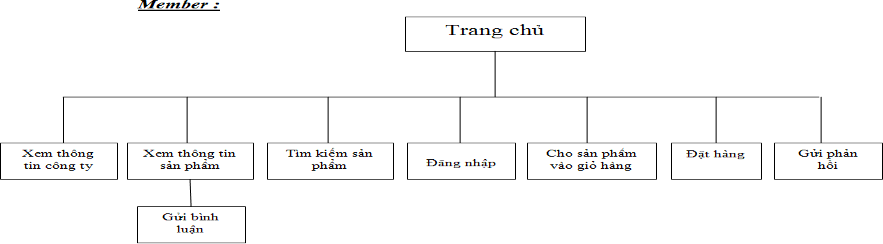 Member :
Trang chủ
Xem thông
tin công ty
Xem thông tin
sản phẩm
Tìm kiếm sản
phẩm
Đăng nhập
Cho sản phẩm
vào giỏ hàng
Đặt hàng
Gửi phản
hồi
Gửi bình
luận